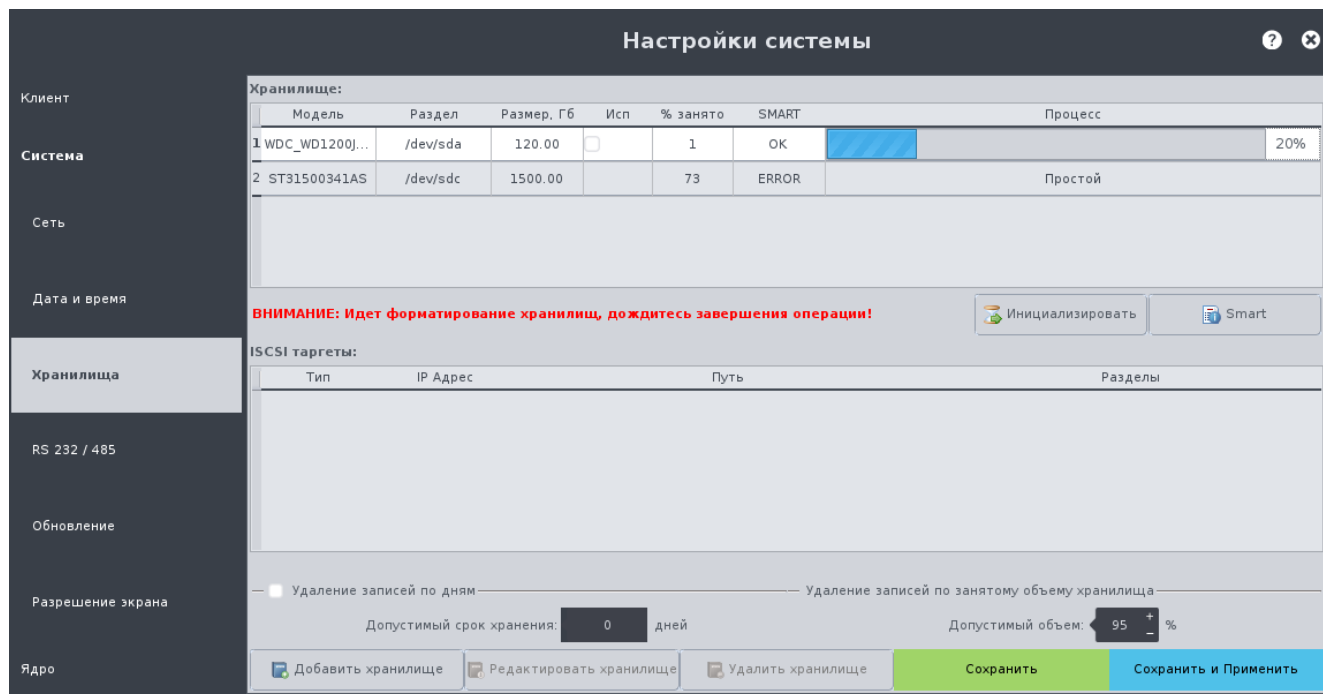 Настройки системы
Клиент
Система
Сеть
Дата и время
Хранилища
RS 232 / 485
Обновление
Разрешение экрана
Ядро
Хранилище:
Модель Раздел Размер, Гб Исп % занято SMART Процесс
1 WDC_WD1200J... /dev/sda 120.00 1 OK 20%
2 ST31500341AS /dev/sdc 1500.00 73 ERROR Простой
ВНИМАНИЕ: Идет форматирование хранилищ, дождитесь завершения операции! Инициализировать Smart
ISCSI таргеты:
Тип IP Адрес Путь Разделы
Удаление записей по дням Удаление записей по занятому объему хранилища
Допустимый срок хранения: 0 дней Допустимый объем: 95 + − %
Добавить хранилище Редактировать хранилище Удалить хранилище Сохранить Сохранить и Применить